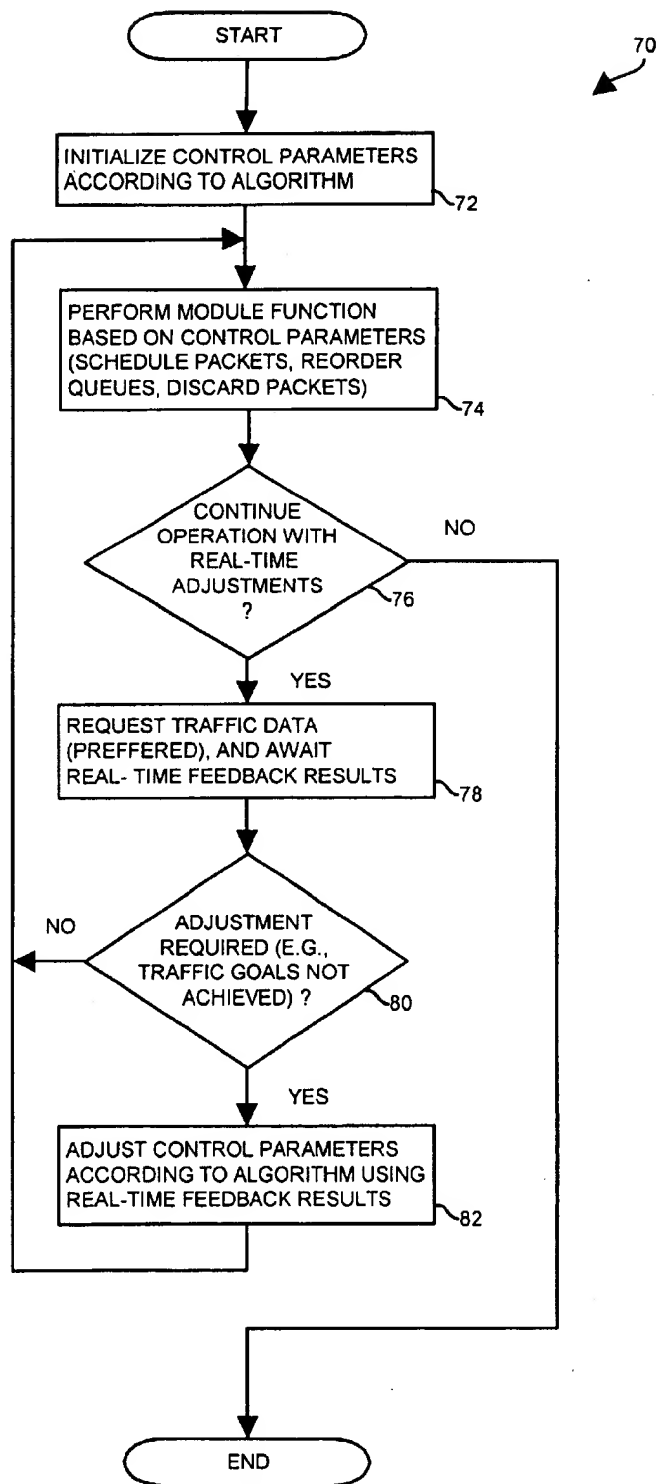 START
70
INITIALIZE CONTROL PARAMETERS
ACCORDING TO ALGORITHM
72
PERFORM MODULE FUNCTION
BASED ON CONTROL PARAMETERS
(SCHEDULE PACKETS, REORDER
QUEUES, DISCARD PACKETS)
74
CONTINUE
OPERATION WITH
REAL-TIME
ADJUSTMENTS
?
NO
76
YES
REQUEST TRAFFIC DATA
(PREFFERED), AND AWAIT
REAL- TIME FEEDBACK RESULTS
78
NO
ADJUSTMENT
REQUIRED (E.G.,
TRAFFIC GOALS NOT
ACHIEVED) ?
80
YES
ADJUST CONTROL PARAMETERS
ACCORDING TO ALGORITHM USING
REAL-TIME FEEDBACK RESULTS
82
END